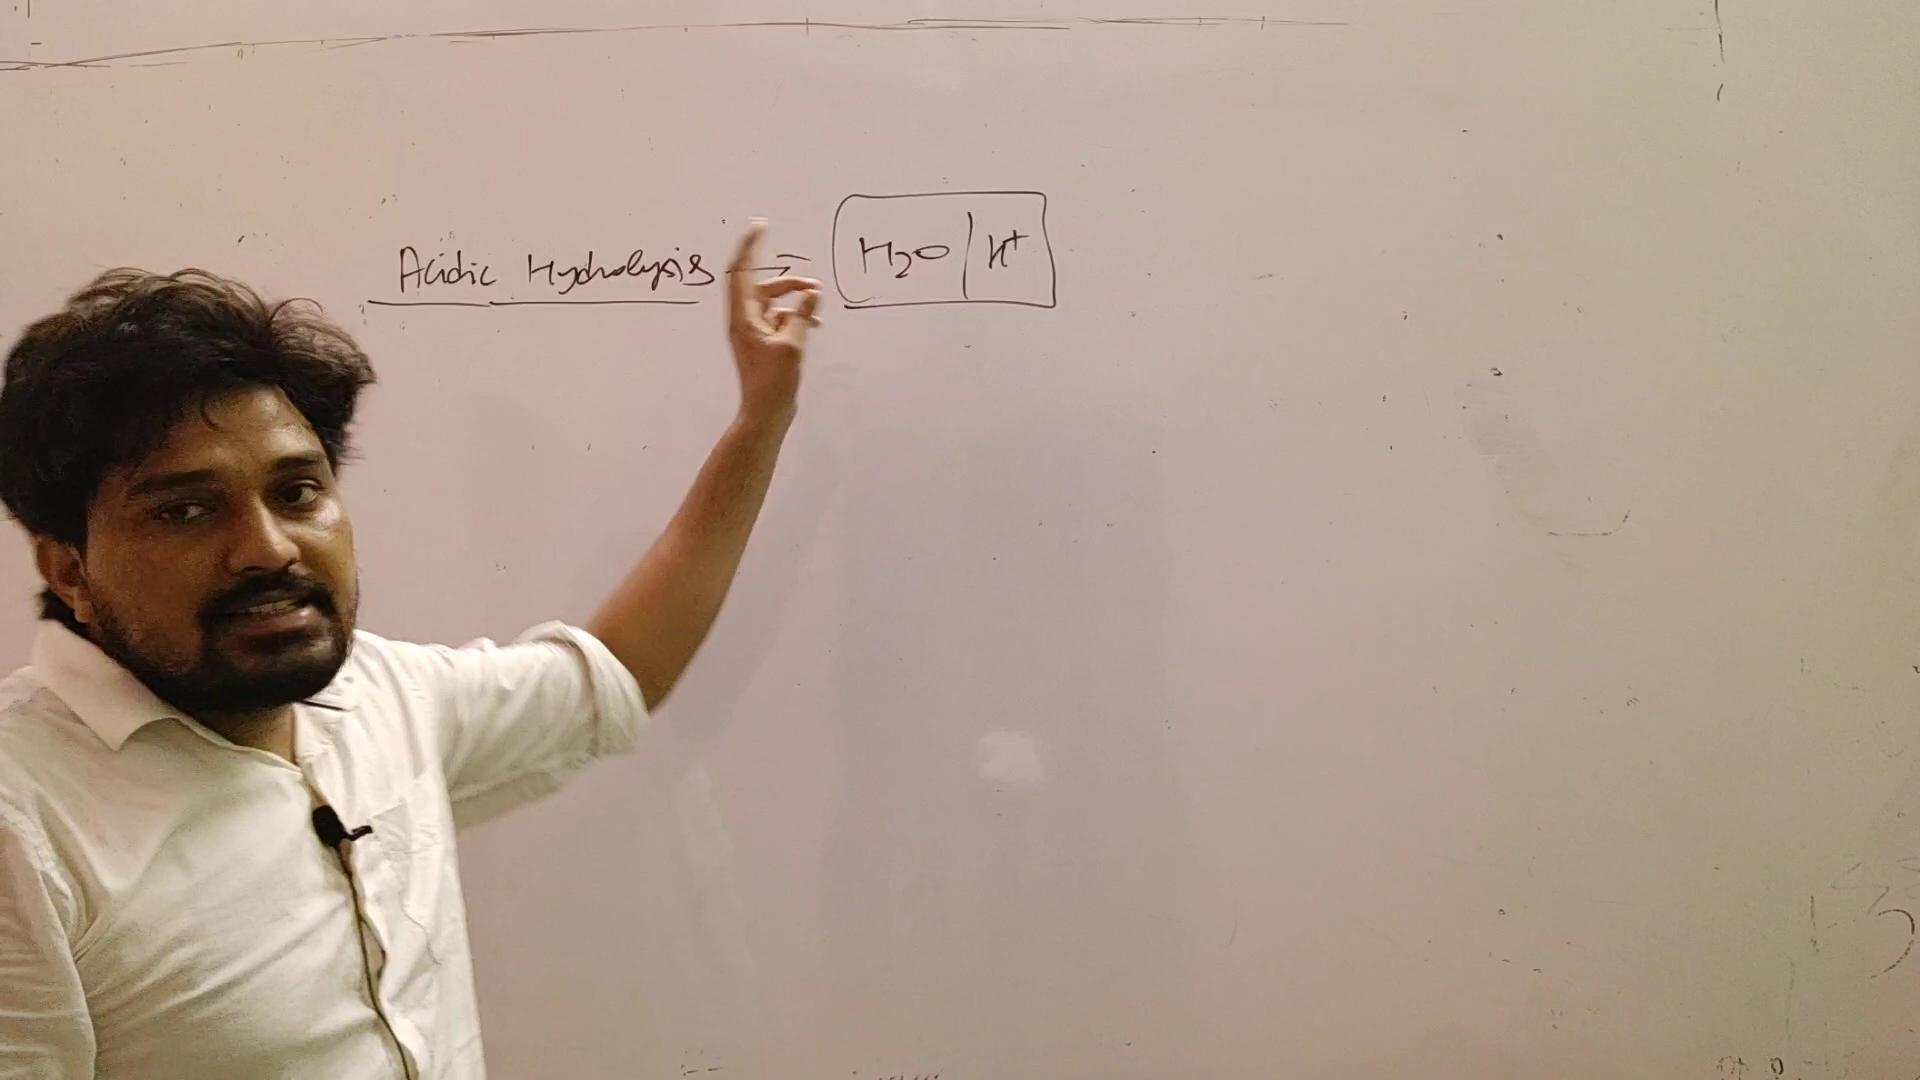 Acidic Hydrolysis → H2O | H+